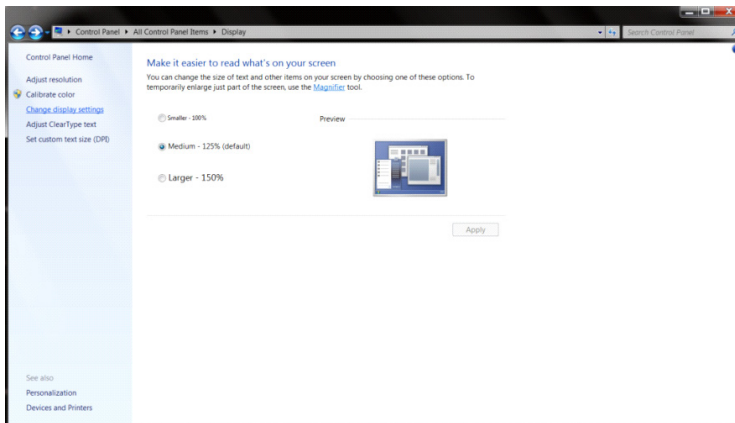 Control Panel ▸ All Control Panel Items ▸ Display
Search Control Panel
Control Panel Home
Adjust resolution
Calibrate color
Change display settings
Adjust ClearType text
Set custom text size (DPI)
See also
Personalization
Devices and Printers
Make it easier to read what's on your screen
You can change the size of text and other items on your screen by choosing one of these options. To
temporarily enlarge just part of the screen, use the Magnifier tool.
Smaller - 100%
Preview
Medium - 125% (default)
Larger - 150%
Apply